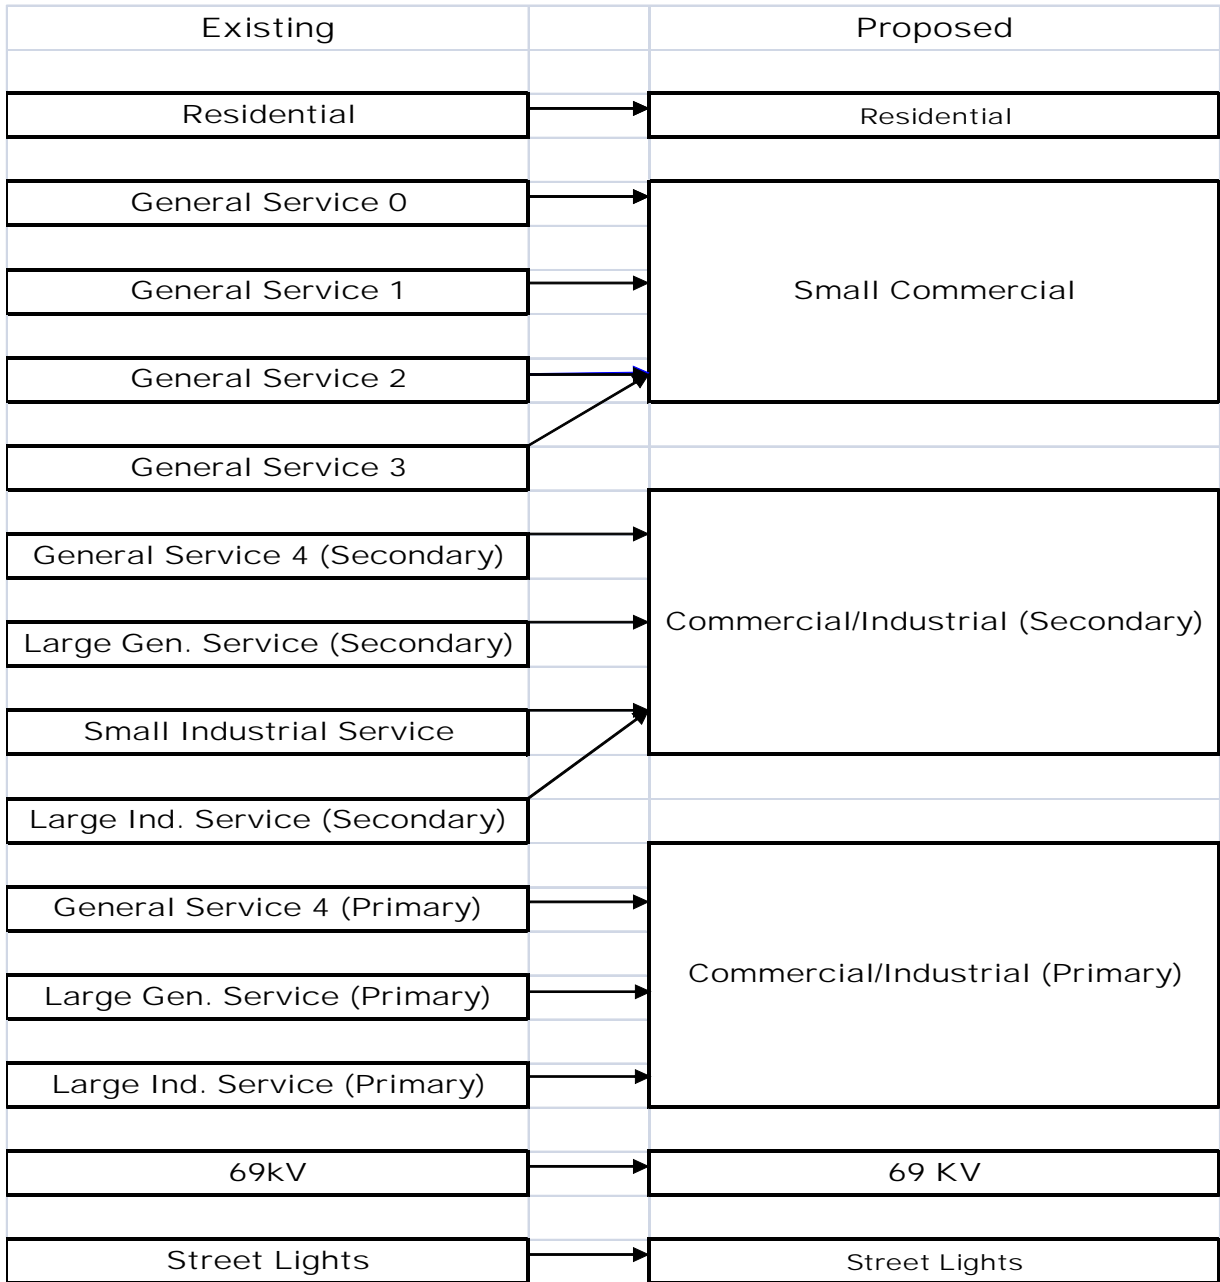 Existing Proposed
Residential Residential
General Service 0
General Service 1 Small Commercial
General Service 2
General Service 3
General Service 4 (Secondary)
Large Gen. Service (Secondary) Commercial/Industrial (Secondary)
Small Industrial Service
Large Ind. Service (Secondary)
General Service 4 (Primary)
Commercial/Industrial (Primary)
Large Gen. Service (Primary)
Large Ind. Service (Primary)
69kV 69 KV
Street Lights Street Lights